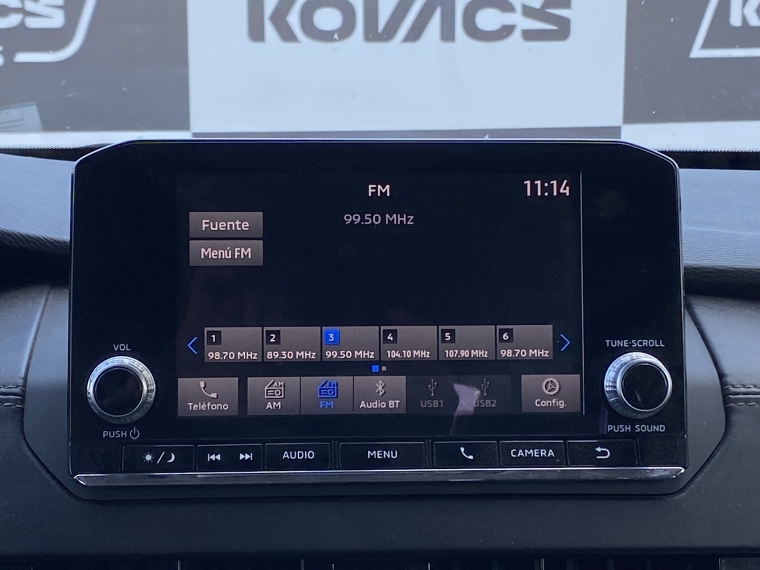 KOVACS
FM
11:14
99.50 MHz
Fuente
Menú FM
1 2 3 4 5 6
98.70 MHz 89.30 MHz 99.50 MHz 104.10 MHz 107.90 MHz 98.70 MHz
VOL
TUNE·SCROLL
AM
Teléfono AM FM Audio BT USB1 USB2 Config.
PUSH
PUSH SOUND
AUDIO MENU CAMERA